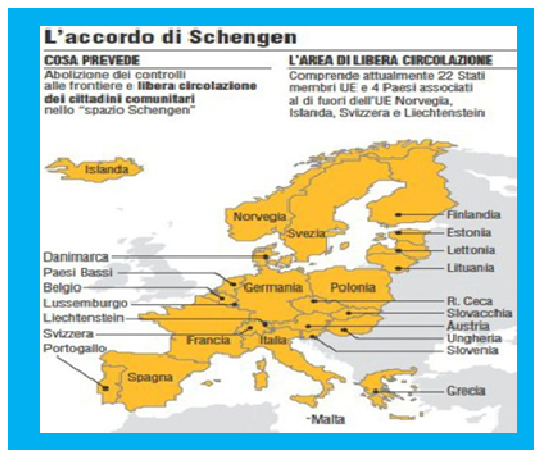 L'accordo di Schengen
COSA PREVEDE
Abolizione dei controlli
alle frontiere e libera circolazione
dei cittadini comunitari
nello "spazio Schengen"
L'AREA DI LIBERA CIRCOLAZIONE
Comprende attualmente 22 Stati
membri UE e 4 Paesi associati
al di fuori dell'UE Norvegia,
Islanda, Svizzera e Liechtenstein
Islanda
Norvegia
Svezia
Finlandia
Estonia
Lettonia
Lituania
Danimarca
Paesi Bassi
Belgio
Lussemburgio
Liechtenstein
Svizzera
Portogallo
Germania
Polonia
R. Ceca
Slovacchia
Austria
Ungheria
Slovenia
Francia
Italia
Spagna
Grecia
Malta